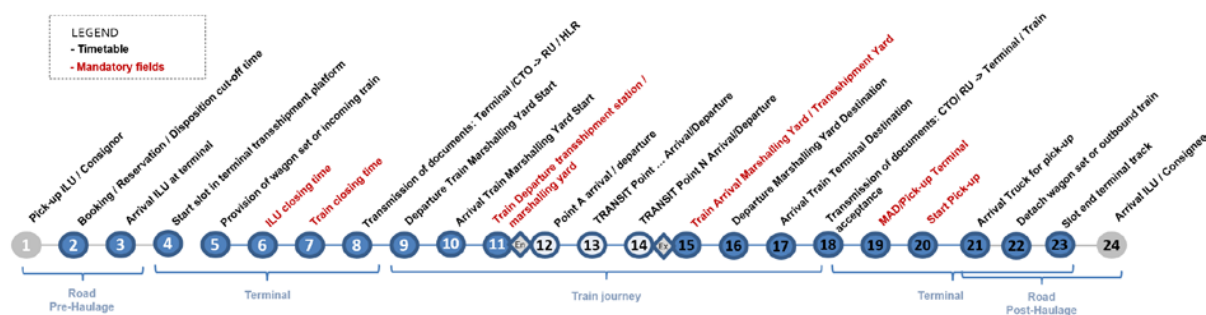 LEGEND
- Timetable
- Mandatory fields
Pick-up ILU / Consignor
Booking / Reservation / Disposition cut-off time
Arrival ILU at terminal
Start slot in terminal transshipment platform
Provision of wagon set or incoming train
ILU closing time
Train closing time
Transmission of documents: Terminal /CTO -> RU / HLR
Departure Train Marshalling Yard Start
Arrival Train Marshalling Yard Start
Train Departure transshipment station /
marshalling yard
Point A arrival / departure
TRANSIT Point ... Arrival/Departure
TRANSIT Point N Arrival/Departure
Train Arrival Marshalling Yard / Transshipment Yard
Departure Marshalling Yard Destination
Arrival Train Terminal Destination
Transmission of documents: CTO/ RU -> Terminal / Train
acceptance
MAD/Pick-up Terminal
Start Pick-up
Arrival Truck for pick-up
Detach wagon set or outbound train
Slot end terminal track
Arrival ILU / Consignee
1 2 3 4 5 6 7 8 9 10 11 En 12 13 14 Ex 15 16 17 18 19 20 21 22 23 24
Road
Pre-Haulage
Terminal
Train journey
Terminal
Road
Post-Haulage